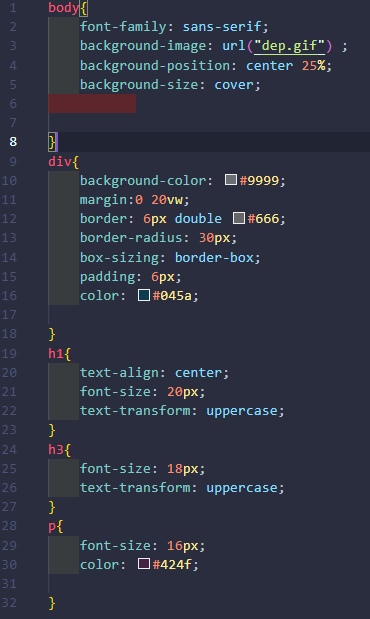 1 body{
2 font-family: sans-serif;
3 background-image: url("dep.gif") ;
4 background-position: center 25%;
5 background-size: cover;
6
7
8 }
9 div{
10 background-color: #9999;
11 margin:0 20vw;
12 border: 6px double #666;
13 border-radius: 30px;
14 box-sizing: border-box;
15 padding: 6px;
16 color: #045a;
17
18 }
19 h1{
20 text-align: center;
21 font-size: 20px;
22 text-transform: uppercase;
23 }
24 h3{
25 font-size: 18px;
26 text-transform: uppercase;
27 }
28 p{
29 font-size: 16px;
30 color: #424f;
31
32 }